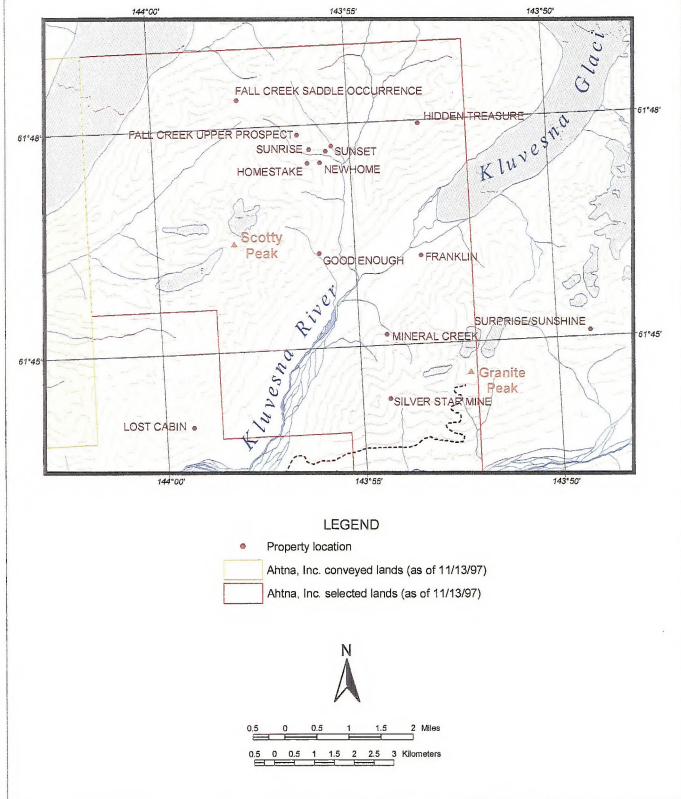 144°00' 143°55' 143°50'
Kluvesna Glaci
FALL CREEK SADDLE OCCURRENCE
61°48'
HIDDEN TREASURE
61°48'
FALL CREEK UPPER PROSPECT
SUNRISE
SUNSET
HOMESTAKE
NEWHOME
Scotty
Peak
GOOD ENOUGH
FRANKLIN
Kluvesna River
SURPRISE/SUNSHINE
61°45'
MINERAL CREEK
61°45'
Granite
Peak
SILVER STAR MINE
LOST CABIN
144°00' 143°55' 143°50'
LEGEND
Property location
Ahtna, Inc. conveyed lands (as of 11/13/97)
Ahtna, Inc. selected lands (as of 11/13/97)
N
0.5 0 0.5 1 1.5 2 Miles
0.5 0 0.5 1 1.5 2 2.5 3 Kilometers